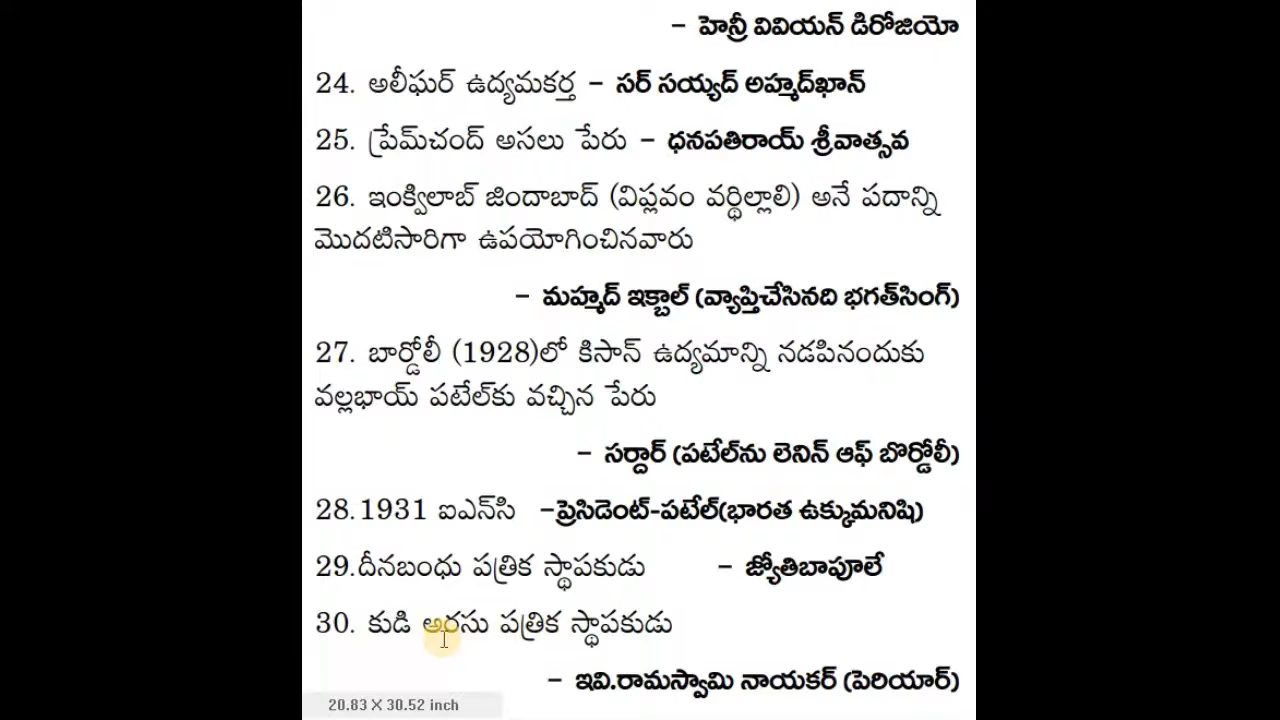 – హెన్రీ వివియన్ డిరోజియో
24. అలీఘర్ ఉద్యమకర్త – సర్ సయ్యద్ అహ్మద్‌ఖాన్
25. ప్రేమ్‌చంద్ అసలు పేరు – ధనపతిరాయ్ శ్రీవాత్సవ
26. ఇంక్విలాబ్ జిందాబాద్ (విప్లవం వర్థిల్లాలి) అనే పదాన్ని
మొదటిసారిగా ఉపయోగించినవారు
– మహ్మద్ ఇక్బాల్ (వ్యాప్తిచేసినది భగత్‌సింగ్)
27. బార్డోలీ (1928)లో కిసాన్ ఉద్యమాన్ని నడపినందుకు
వల్లభాయ్ పటేల్‌కు వచ్చిన పేరు
– సర్దార్ (పటేల్‌ను లెనిన్ ఆఫ్ బొర్డోలీ)
28.1931 ఐఎన్‌సి –ప్రెసిడెంట్-పటేల్(భారత ఉక్కుమనిషి)
29.దీనబంధు పత్రిక స్థాపకుడు – జ్యోతిబాపూలే
30. కుడి అరసు పత్రిక స్థాపకుడు
– ఇవి.రామస్వామి నాయకర్ (పెరియార్)
20.83 X 30.52 inch